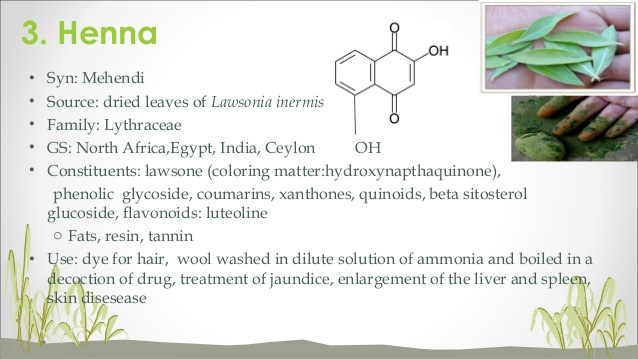 3. Henna
O
OH
O
OH
• Syn: Mehendi
• Source: dried leaves of Lawsonia inermis
• Family: Lythraceae
• GS: North Africa,Egypt, India, Ceylon
• Constituents: lawsone (coloring matter:hydroxynapthaquinone),
phenolic glycoside, coumarins, xanthones, quinoids, beta sitosterol
glucoside, flavonoids: luteoline
o Fats, resin, tannin
• Use: dye for hair, wool washed in dilute solution of ammonia and boiled in a
decoction of drug, treatment of jaundice, enlargement of the liver and spleen,
skin disesease